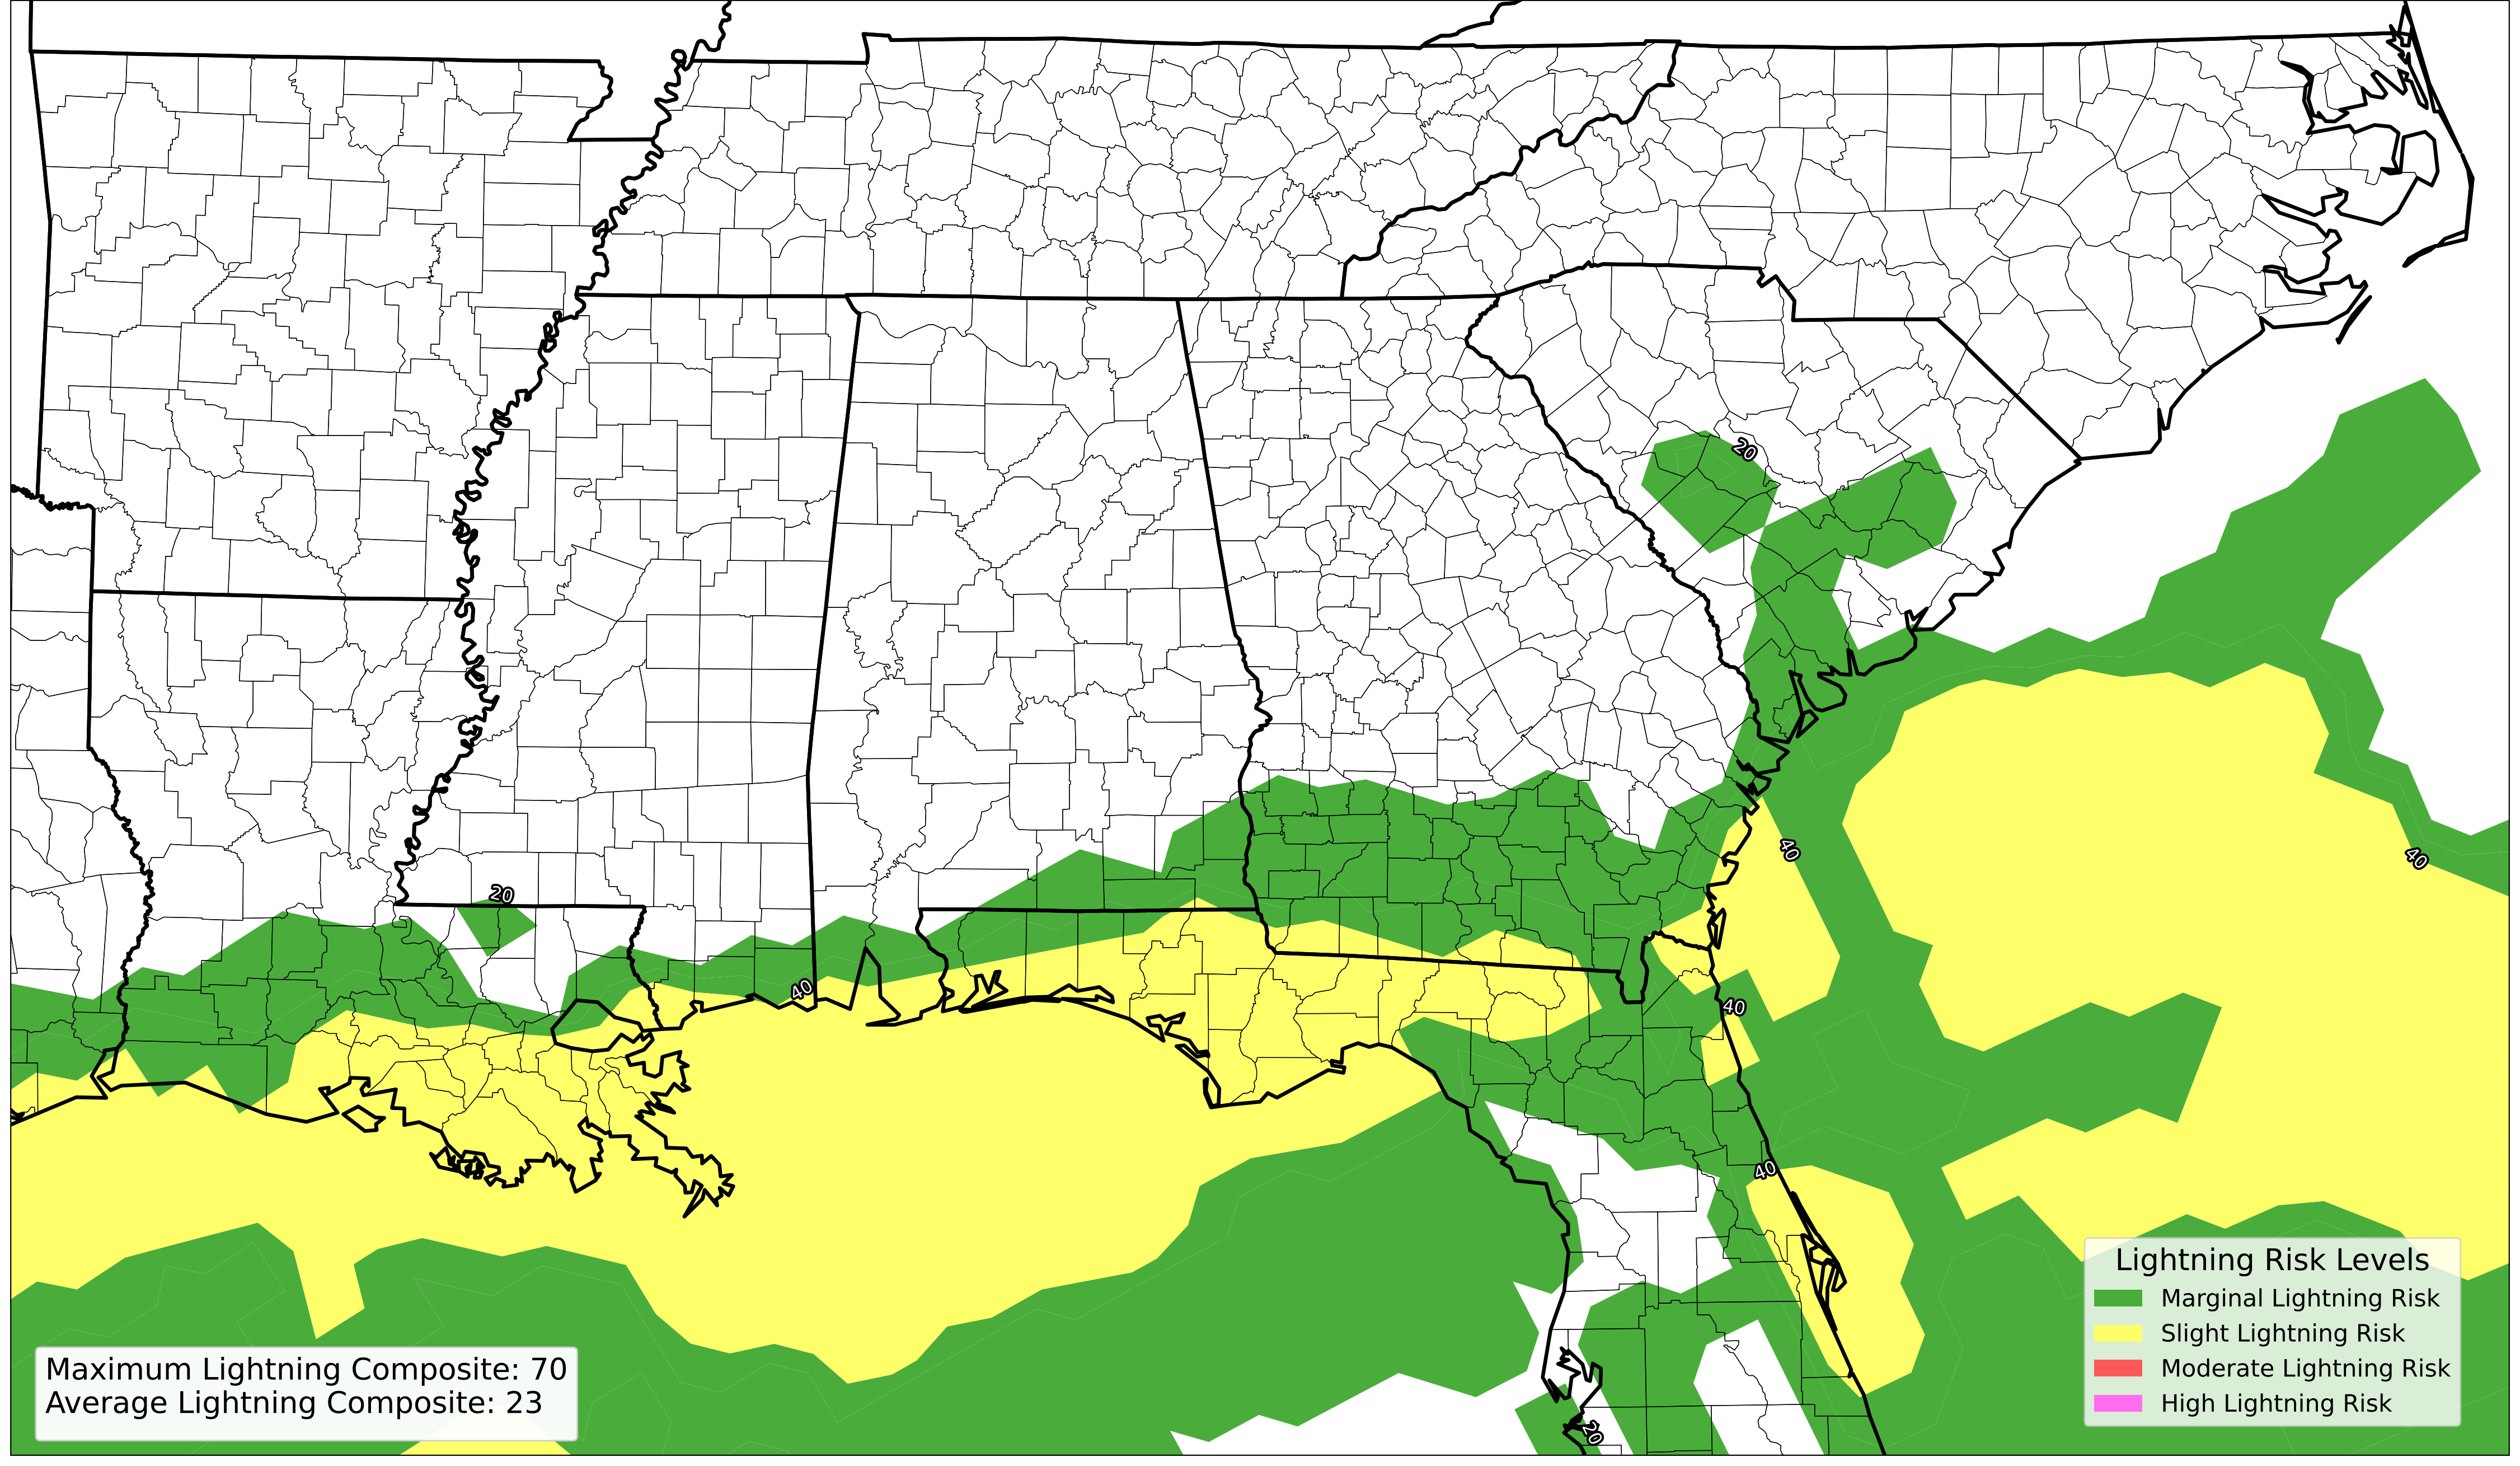 20
20
40
40
40
40
40
20
Maximum Lightning Composite: 70
Average Lightning Composite: 23
Lightning Risk Levels
Marginal Lightning Risk
Slight Lightning Risk
Moderate Lightning Risk
High Lightning Risk